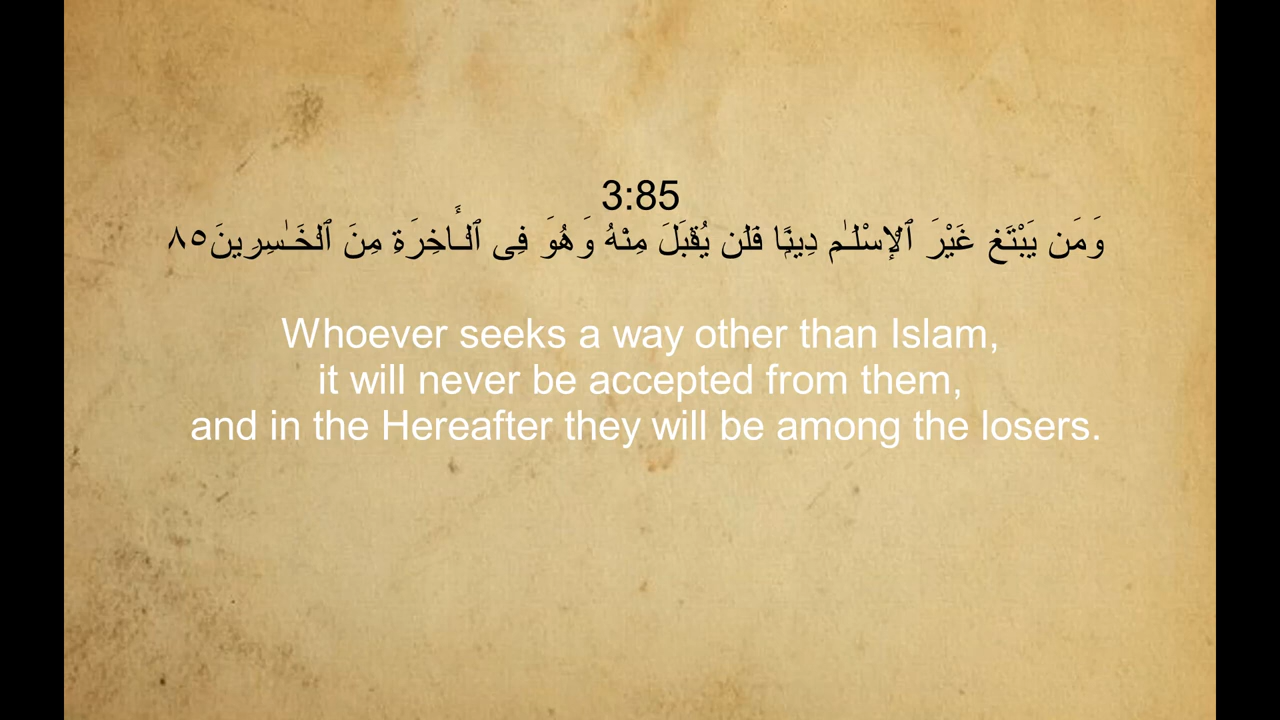 3:85
وَمَن يَبْتَغِ غَيْرَ ٱلْإِسْلَـٰمِ دِينًۭا فَلَن يُقْبَلَ مِنْهُ وَهُوَ فِى ٱلْـَٔاخِرَةِ مِنَ ٱلْخَـٰسِرِينَ٨٥
Whoever seeks a way other than Islam,
it will never be accepted from them,
and in the Hereafter they will be among the losers.